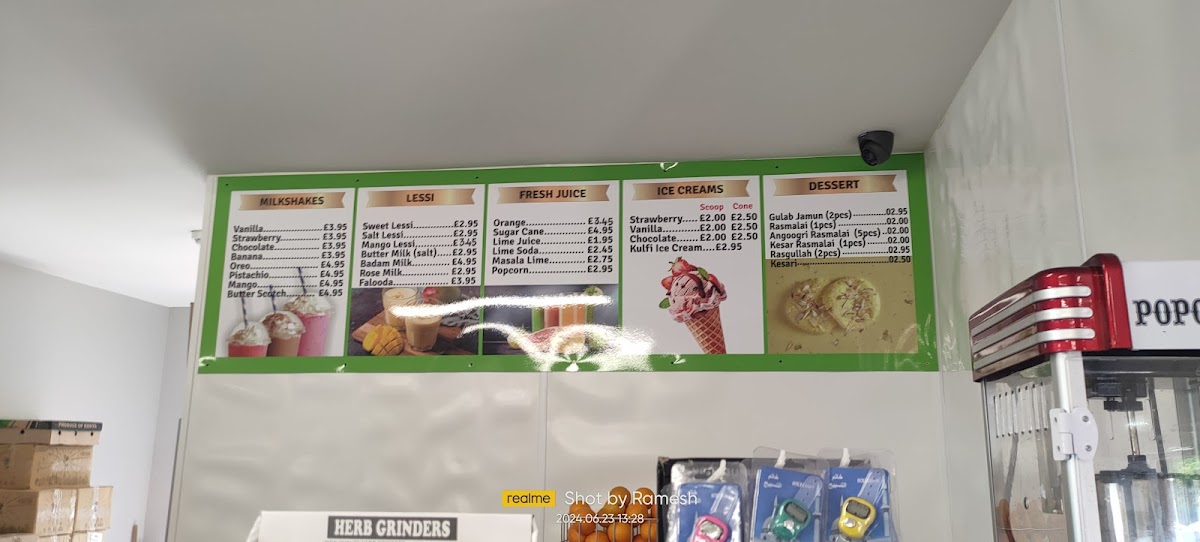 MILKSHAKES
Vanilla............................£3.95
Strawberry....................£3.95
Chocolate......................£3.95
Banana..........................£3.95
Oreo................................£4.95
Pistachio.......................£4.95
Mango............................£4.95
Butter Scotch..............£4.95
LESSI
Sweet Lessi...................£2.95
Salt Lessi......................£2.95
Mango Lessi.................£3.45
Butter Milk (salt).....£2.95
Badam Milk..................£4.95
Rose Milk......................£2.95
Falooda..........................£3.95
FRESH JUICE
Orange...................... £3.45
Sugar Cane............... £4.95
Lime Juice................ £1.95
Lime Soda................. £2.45
Masala Lime............. £2.75
Popcorn..................... £2.95
ICE CREAMS
Scoop Cone
Strawberry..... £2.00 £2.50
Vanilla............. £2.00 £2.50
Chocolate....... £2.00 £2.50
Kulfi Ice Cream....£2.95
DESSERT
Gulab Jamun (2pcs)..............02.95
Rasmalai (1pcs)....................02.00
Angoogri Rasmalai (5pcs)..02.00
Kesar Rasmalai (1pcs).......02.00
Rasgullah (2pcs)..................02.95
Kesari.....................................02.50
PRODUCE OF KENYA
POPC
HERB GRINDERS
realme Shot by Ramesh
2024.06.23 13:28